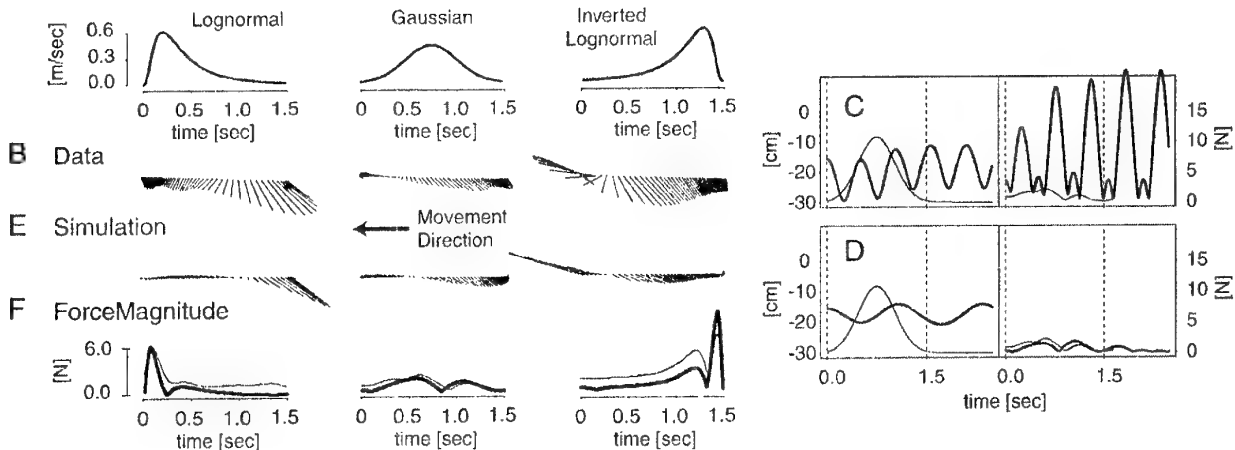 Lognormal
Gaussian
Inverted
Lognormal
[m/sec]
0.6
0.3
0.0
0 0.5 1.0 1.5
time [sec]
0 0.5 1.0 1.5
time [sec]
0 0.5 1.0 1.5
time [sec]
B Data
E Simulation
Movement
Direction
F ForceMagnitude
[N]
6.0
0.0
0 0.5 1.0 1.5
time [sec]
0 0.5 1.0 1.5
time [sec]
0 0.5 1.0 1.5
time [sec]
C
[cm]
0
-10
-20
-30
15
10
5
0
[N]
D
[cm]
0
-10
-20
-30
15
10
5
0
[N]
0.0 1.5 0.0 1.5
time [sec]